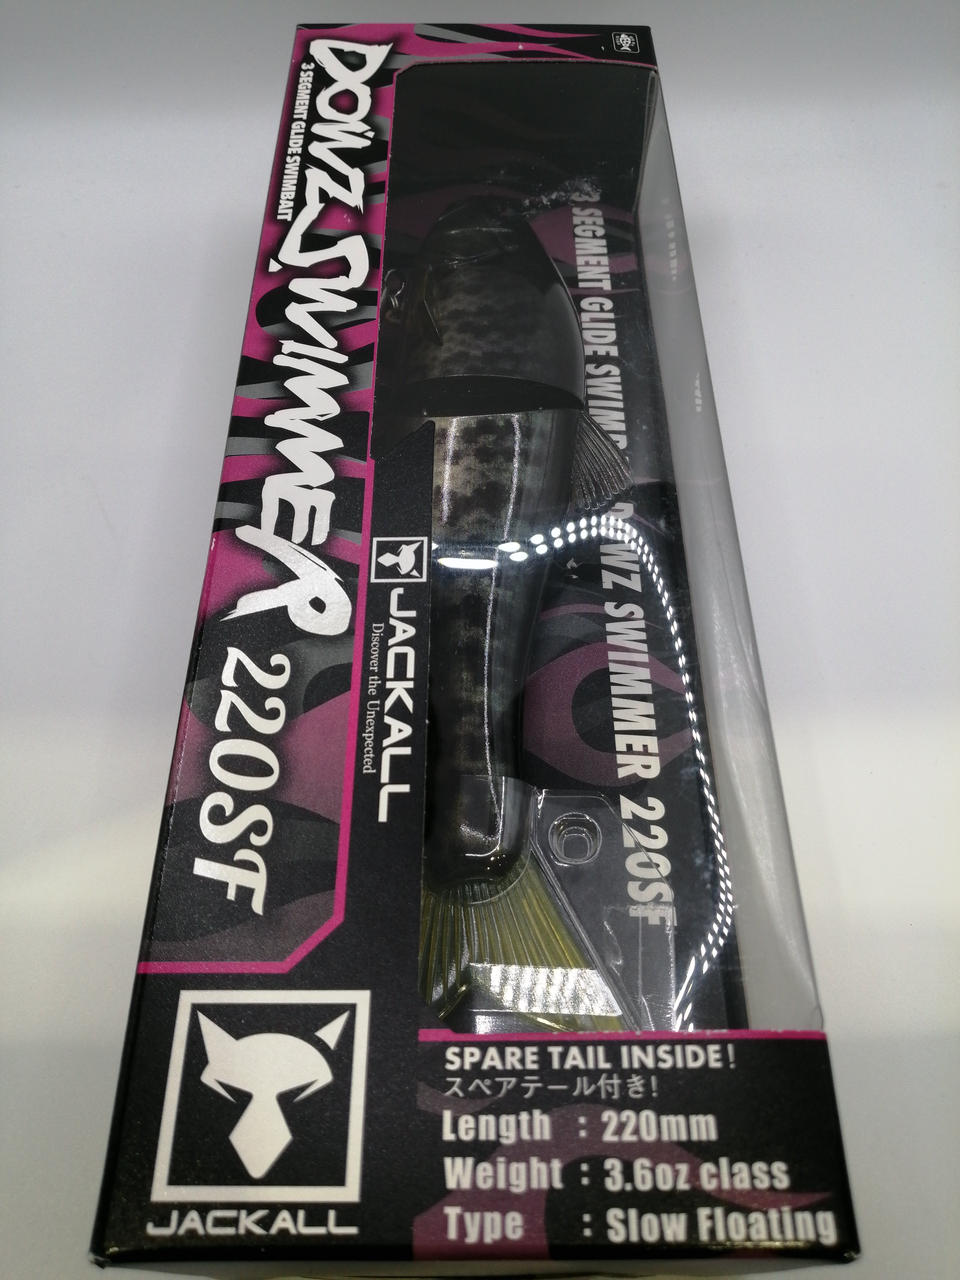 DOWZ SWIMMER 220SF
3 SEGMENT GLIDE SWIMBAIT
3 SEGMENT GLIDE SWIMB
DOWZ SWIMMER 220SF
JACKALL
Discover the Unexpected
JACKALL
SPARE TAIL INSIDE!
スペアテール付き!
Length : 220mm
Weight : 3.6oz class
Type : Slow Floating